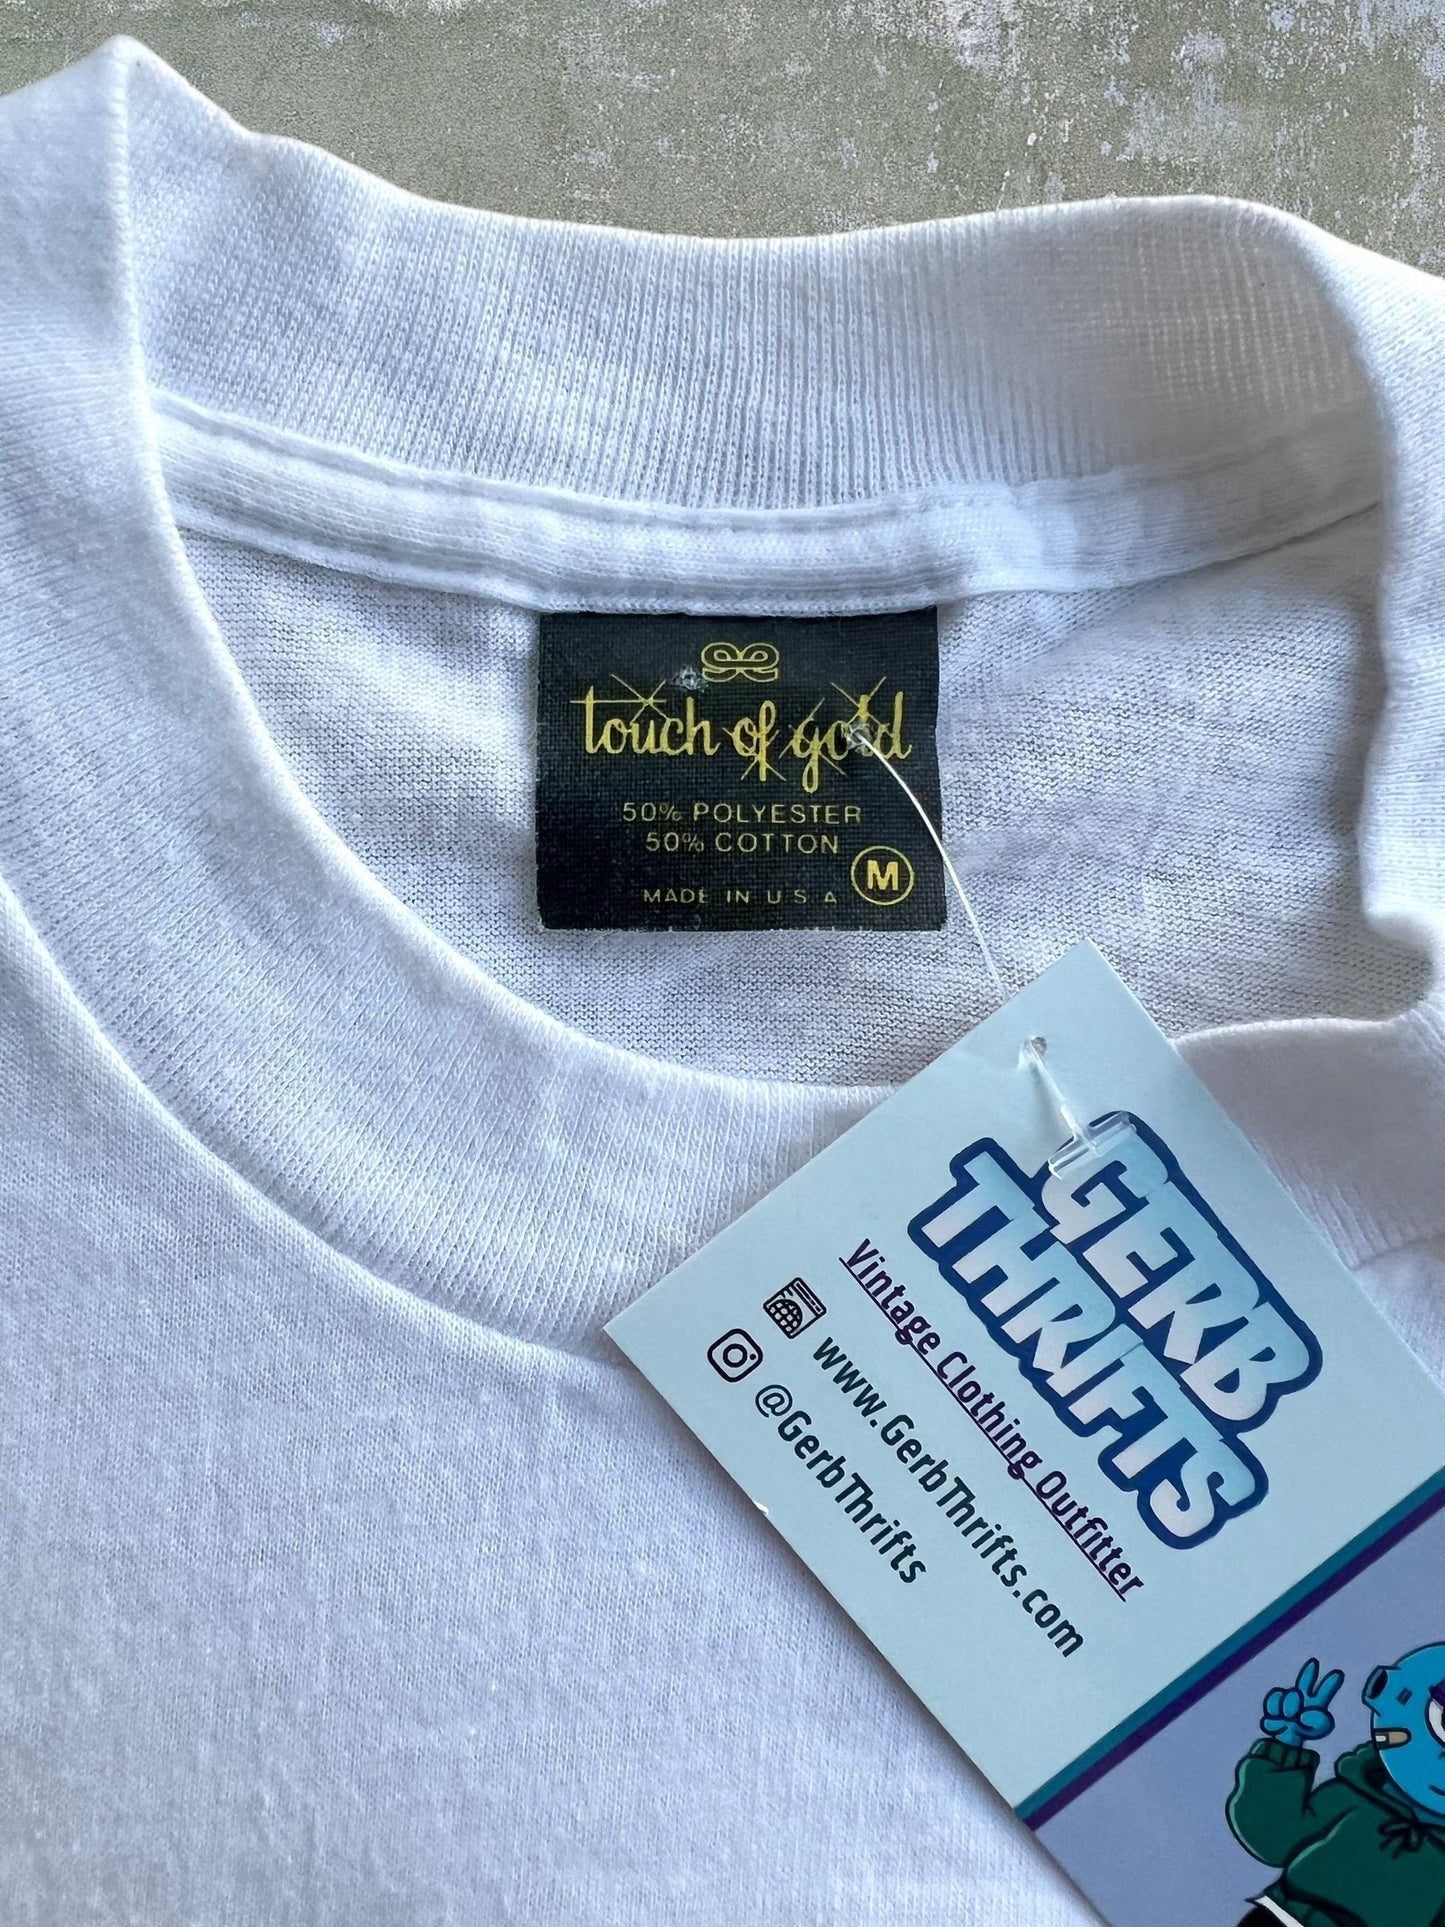 touch of gold
50% POLYESTER
50% COTTON
M
MADE IN U S A
GERB
THRIFTS
Vintage Clothing Outfitter
www.GerbThrifts.com
@GerbThrifts